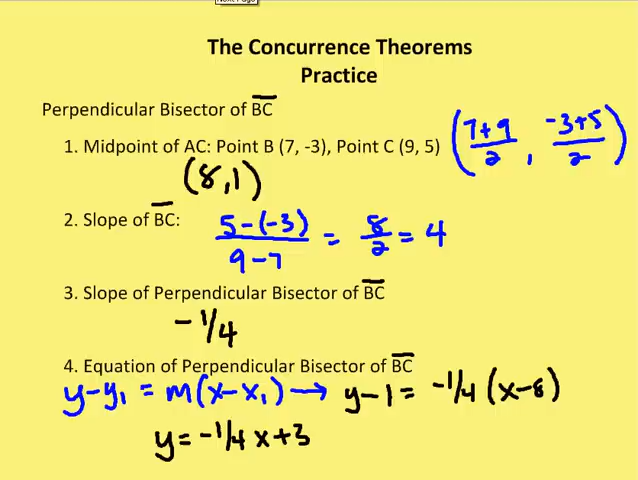 Next Page
The Concurrence Theorems
Practice
Perpendicular Bisector of BC
1. Midpoint of AC: Point B (7, -3), Point C (9, 5) (7+9/2, -3+5/2)
(8,1)
2. Slope of BC: 5-(-3)/9-7 = 8/2 = 4
3. Slope of Perpendicular Bisector of BC
-1/4
4. Equation of Perpendicular Bisector of BC
y-y₁ = m(x-x₁) → y-1 = -1/4 (x-8)
y = -1/4 x+3